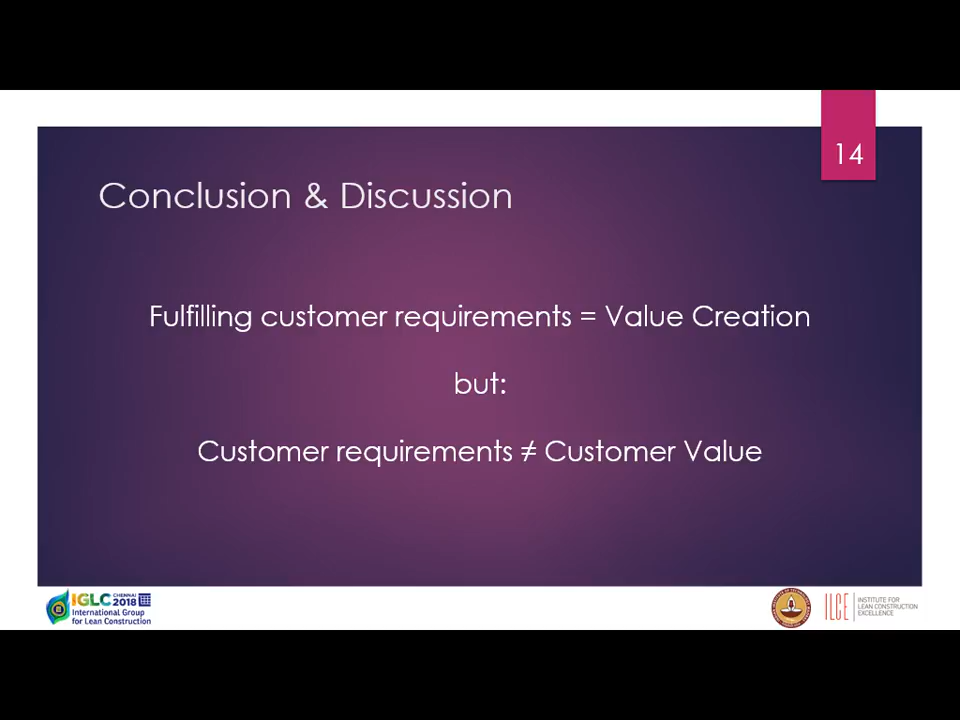 14
Conclusion & Discussion
Fulfilling customer requirements = Value Creation
but:
Customer requirements ≠ Customer Value
IGLC CHENNAI 2018
International Group
for Lean Construction
ILCE
INSTITUTE FOR
LEAN CONSTRUCTION
EXCELLENCE